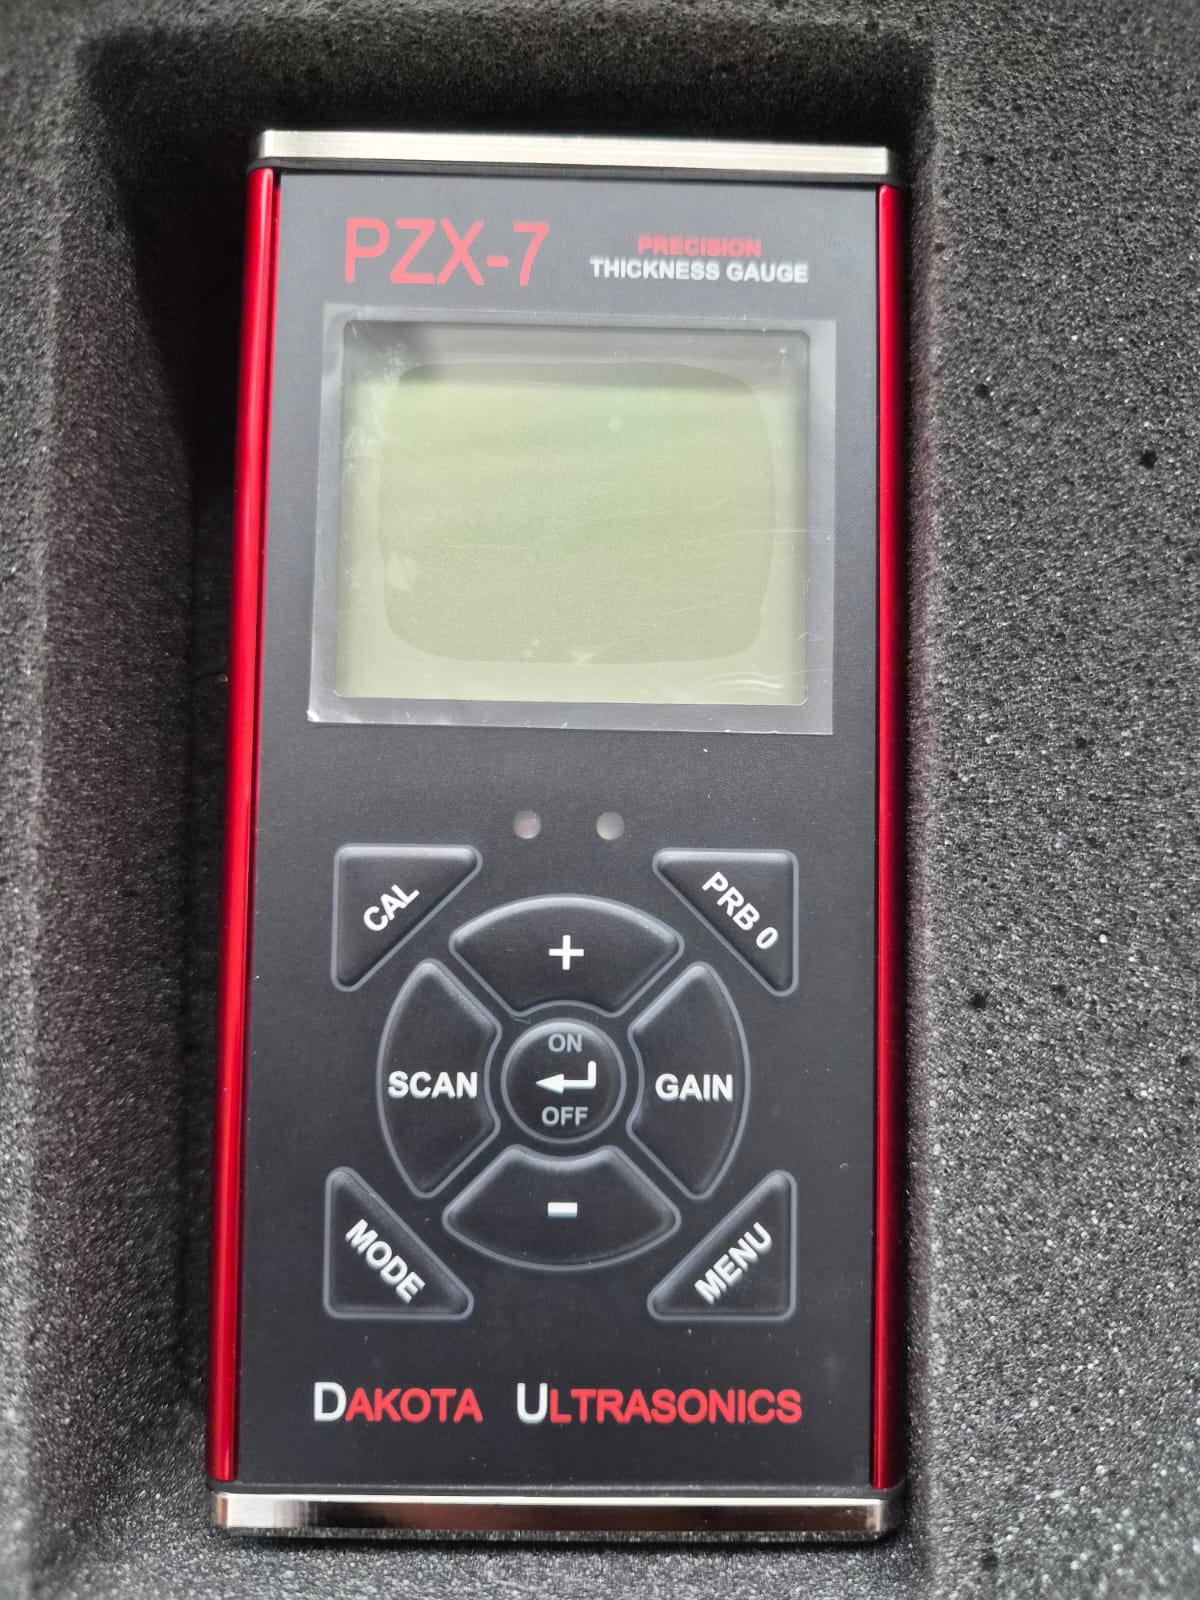 PZX-7
PRECISION
THICKNESS GAUGE
CAL
PRB 0
+
SCAN
ON
OFF
GAIN
-
MODE
MENU
DAKOTA ULTRASONICS